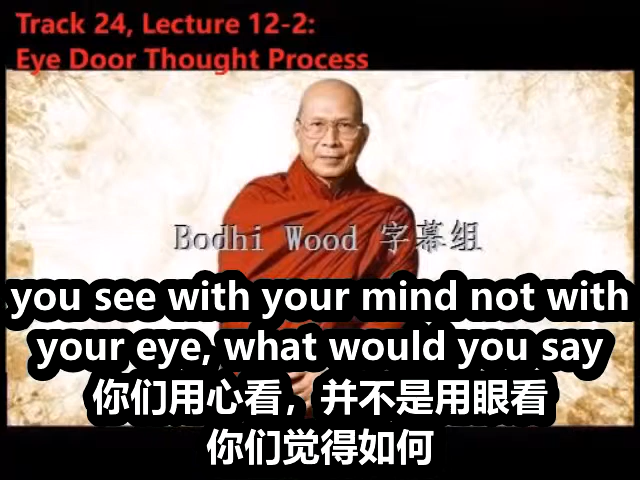 Track 24, Lecture 12-2:
Eye Door Thought Process
Bodhi Wood 字幕组
you see with your mind not with
your eye, what would you say
你们用心看，并不是用眼看
你们觉得如何